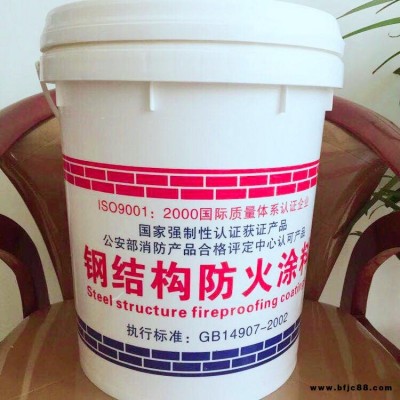 ISO9001：2000国际质量体系认证企业
国家强制性认证获证产品
公安部消防产品合格评定中心认可产品
钢结构防火涂料
Steel structure fireproofing coatin
执行标准：GB14907-2002
www.bfjc88.com